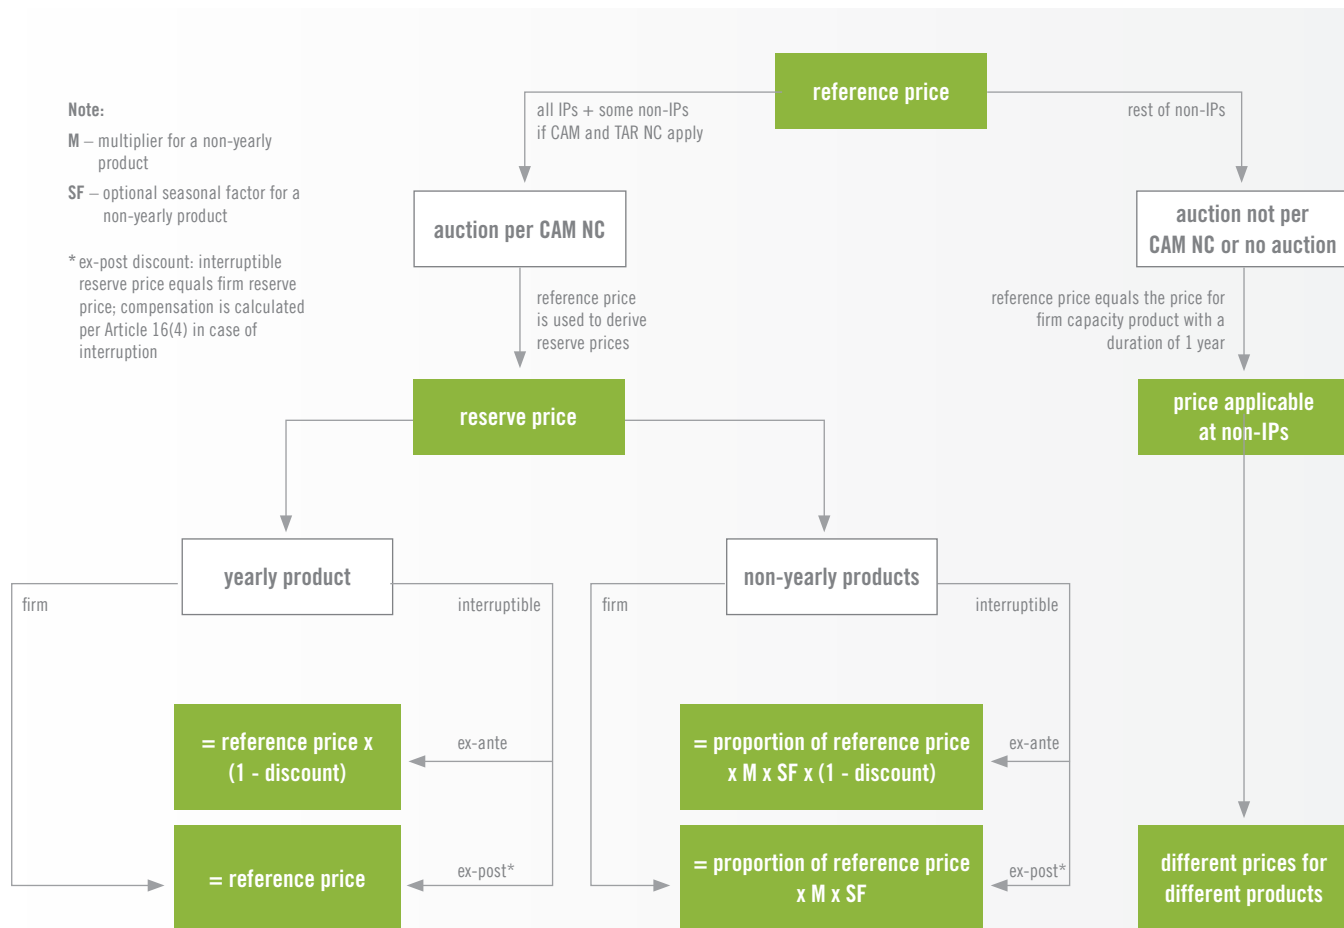 reference price
Note:
M – multiplier for a non-yearly
product
SF – optional seasonal factor for a
non-yearly product
* ex-post discount: interruptible
reserve price equals firm reserve
price; compensation is calculated
per Article 16(4) in case of
interruption
all IPs + some non-IPs
if CAM and TAR NC apply
rest of non-IPs
auction per CAM NC
auction not per
CAM NC or no auction
reference price
is used to derive
reserve prices
reference price equals the price for
firm capacity product with a
duration of 1 year
reserve price
price applicable
at non-IPs
yearly product
non-yearly products
firm
interruptible
firm
interruptible
= reference price x
(1 - discount)
ex-ante
= proportion of reference price
x M x SF x (1 - discount)
ex-ante
= reference price
ex-post*
= proportion of reference price
x M x SF
ex-post*
different prices for
different products